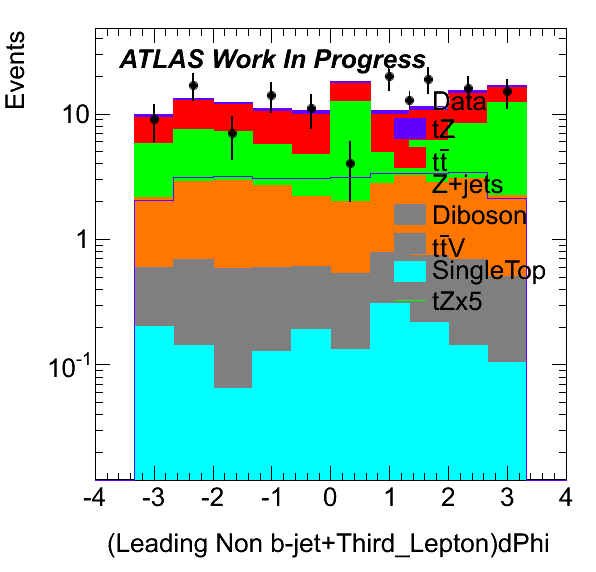 Events
ATLAS Work In Progress
Data
tZ
tt̄
Z+jets
Diboson
tt̄V
SingleTop
tZx5
10
1
10⁻¹
-4 -3 -2 -1 0 1 2 3 4
(Leading Non b-jet+Third_Lepton)dPhi